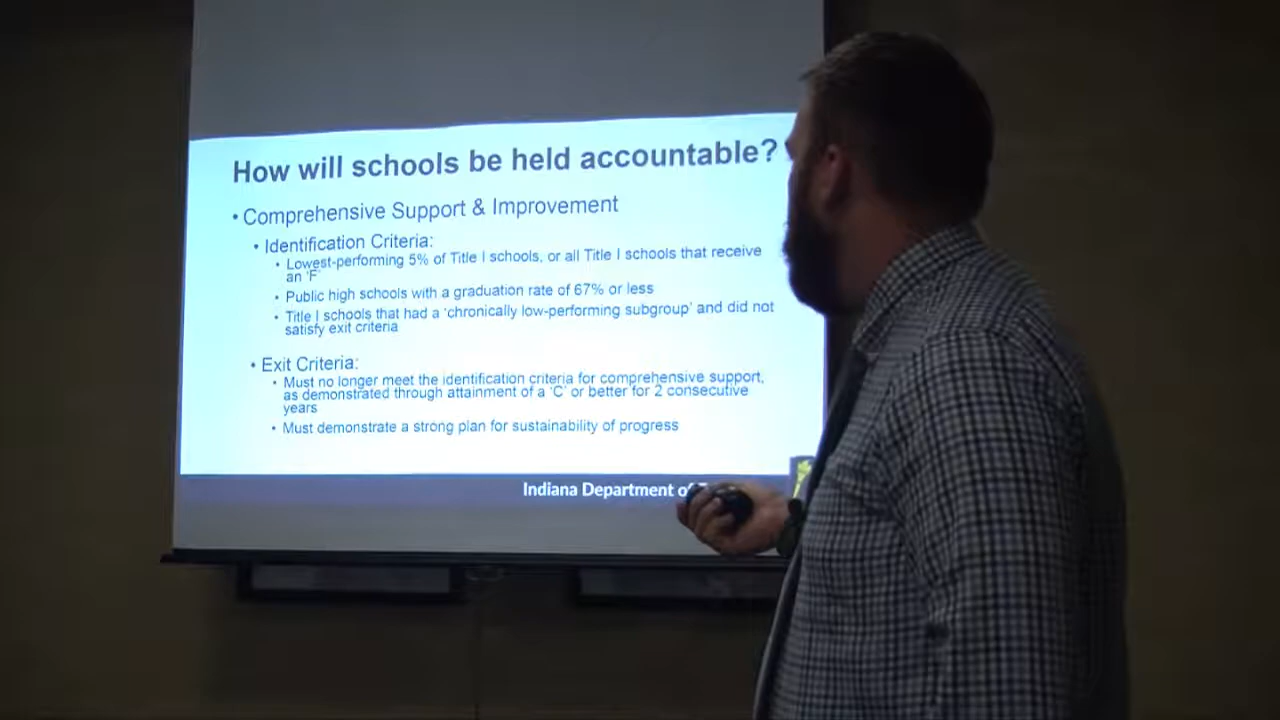 How will schools be held accountable?
• Comprehensive Support & Improvement
• Identification Criteria:
• Lowest-performing 5% of Title I schools, or all Title I schools that receive
an 'F'
• Public high schools with a graduation rate of 67% or less
• Title I schools that had a 'chronically low-performing subgroup' and did not
satisfy exit criteria
• Exit Criteria:
• Must no longer meet the identification criteria for comprehensive support,
as demonstrated through attainment of a 'C' or better for 2 consecutive
years
• Must demonstrate a strong plan for sustainability of progress
Indiana Department of